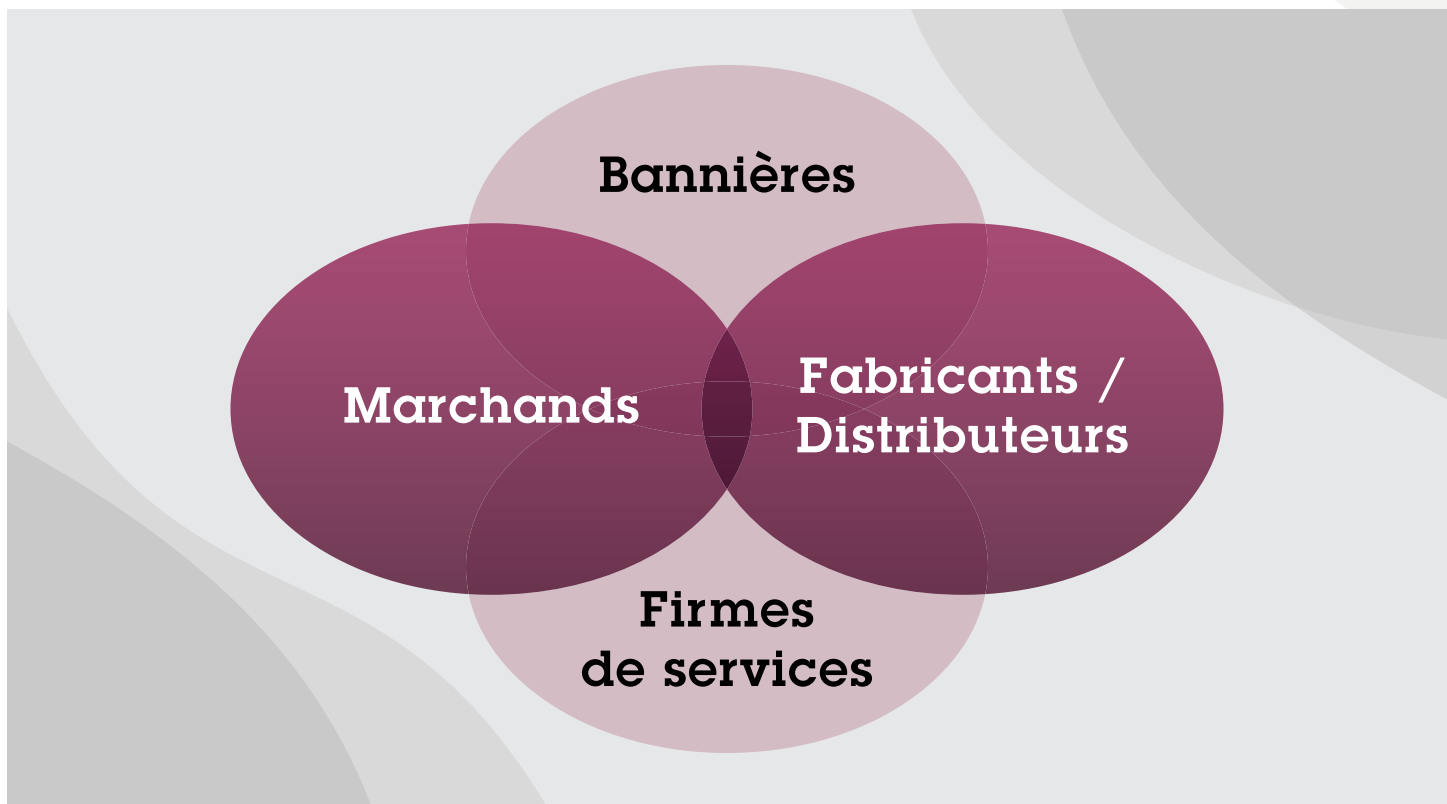 Bannières
Marchands
Fabricants /
Distributeurs
Firmes
de services